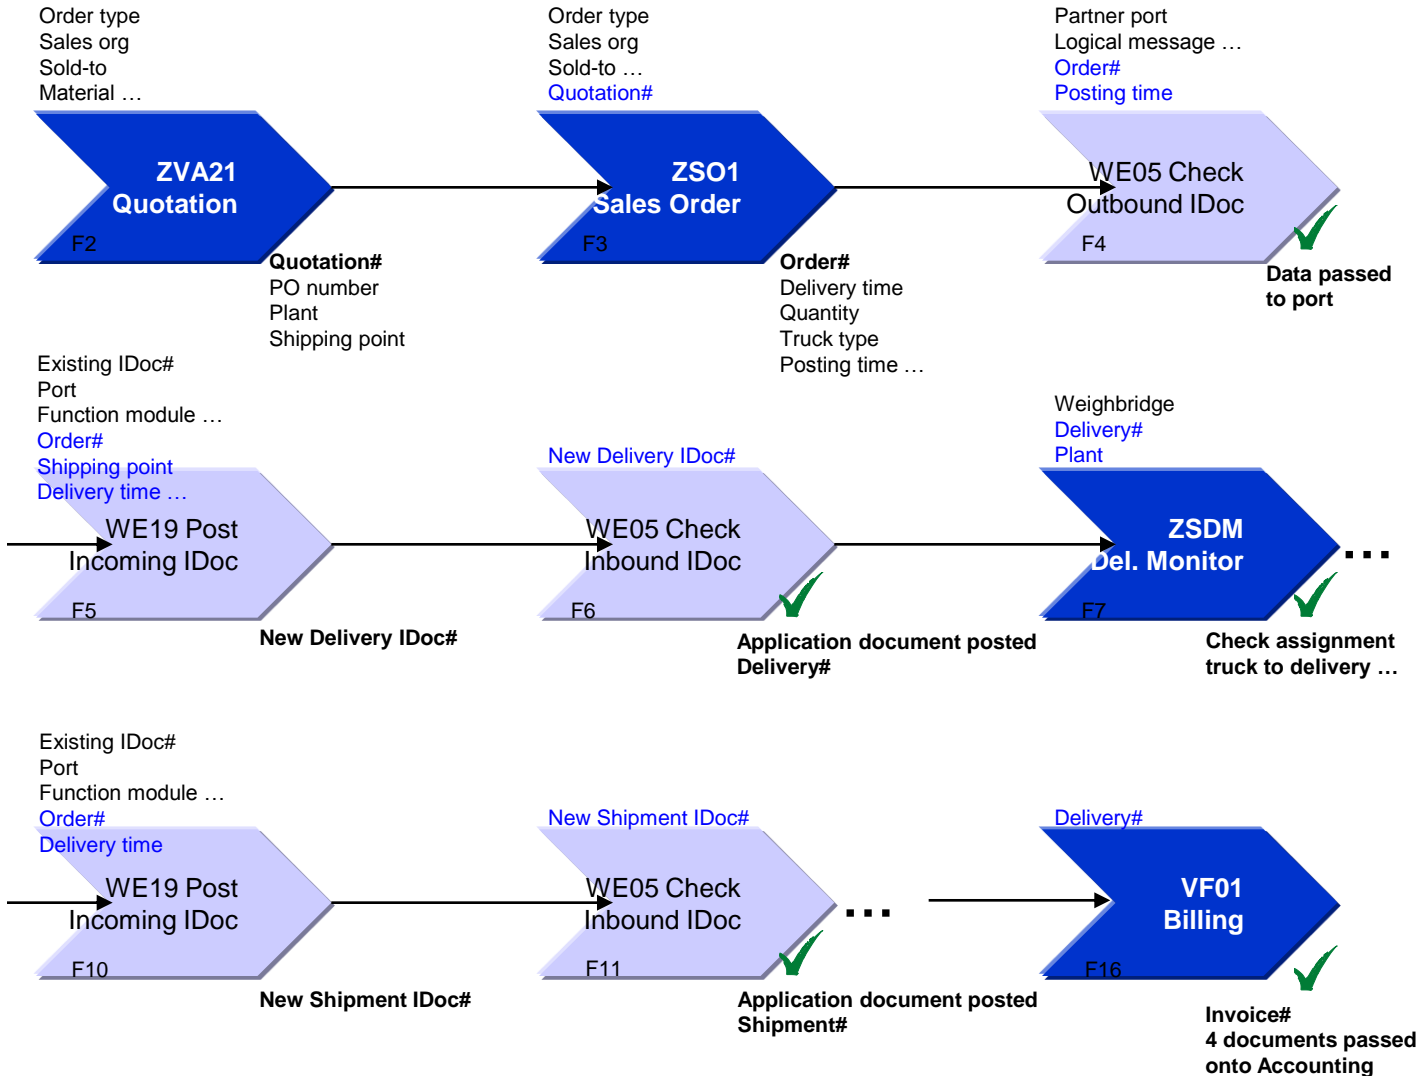 Order type
Sales org
Sold-to
Material …
ZVA21
Quotation
F2
Quotation#
PO number
Plant
Shipping point
Order type
Sales org
Sold-to …
Quotation#
ZSO1
Sales Order
F3
Order#
Delivery time
Quantity
Truck type
Posting time …
Partner port
Logical message …
Order#
Posting time
WE05 Check
Outbound IDoc
F4
Data passed
to port
Existing IDoc#
Port
Function module …
Order#
Shipping point
Delivery time …
WE19 Post
Incoming IDoc
F5
New Delivery IDoc#
New Delivery IDoc#
WE05 Check
Inbound IDoc
F6
Application document posted
Delivery#
Weighbridge
Delivery#
Plant
ZSDM
Del. Monitor
F7
…
Check assignment
truck to delivery …
Existing IDoc#
Port
Function module …
Order#
Delivery time
WE19 Post
Incoming IDoc
F10
New Shipment IDoc#
New Shipment IDoc#
WE05 Check
Inbound IDoc
F11
…
Application document posted
Shipment#
Delivery#
VF01
Billing
F16
Invoice#
4 documents passed
onto Accounting